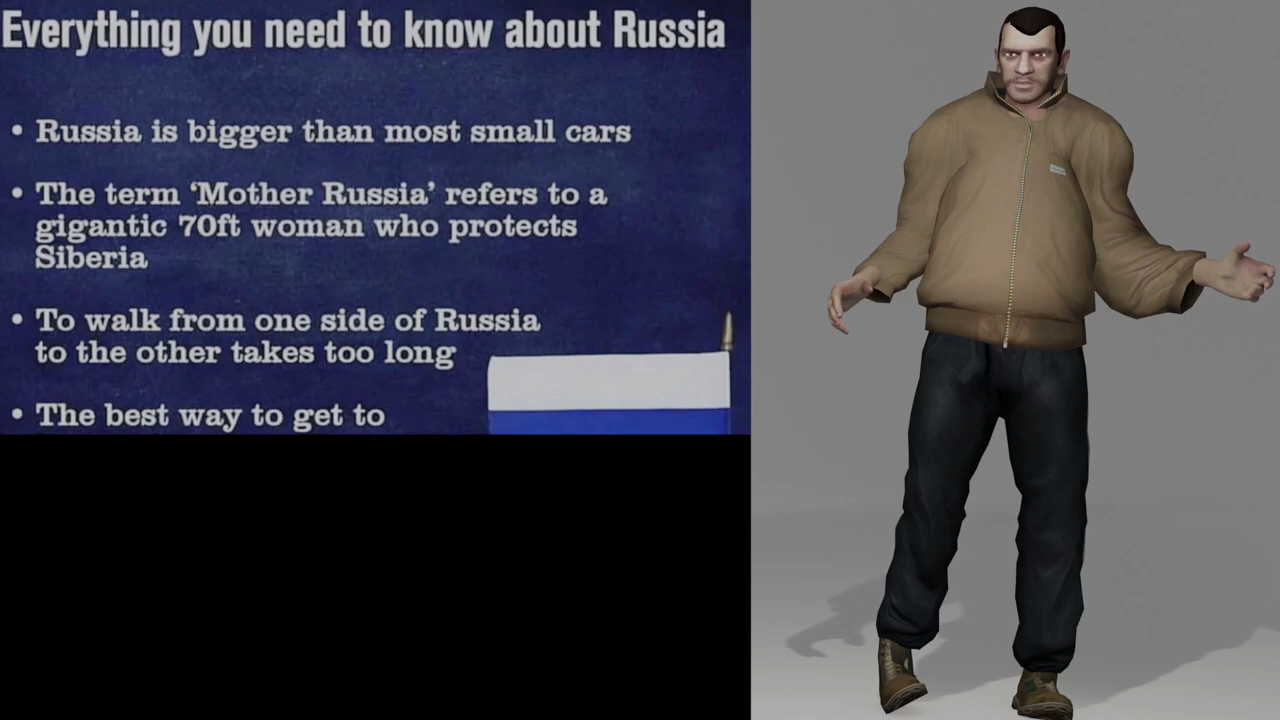 Everything you need to know about Russia
• Russia is bigger than most small cars
• The term ‘Mother Russia’ refers to a
gigantic 70ft woman who protects
Siberia
• To walk from one side of Russia
to the other takes too long
• The best way to get to